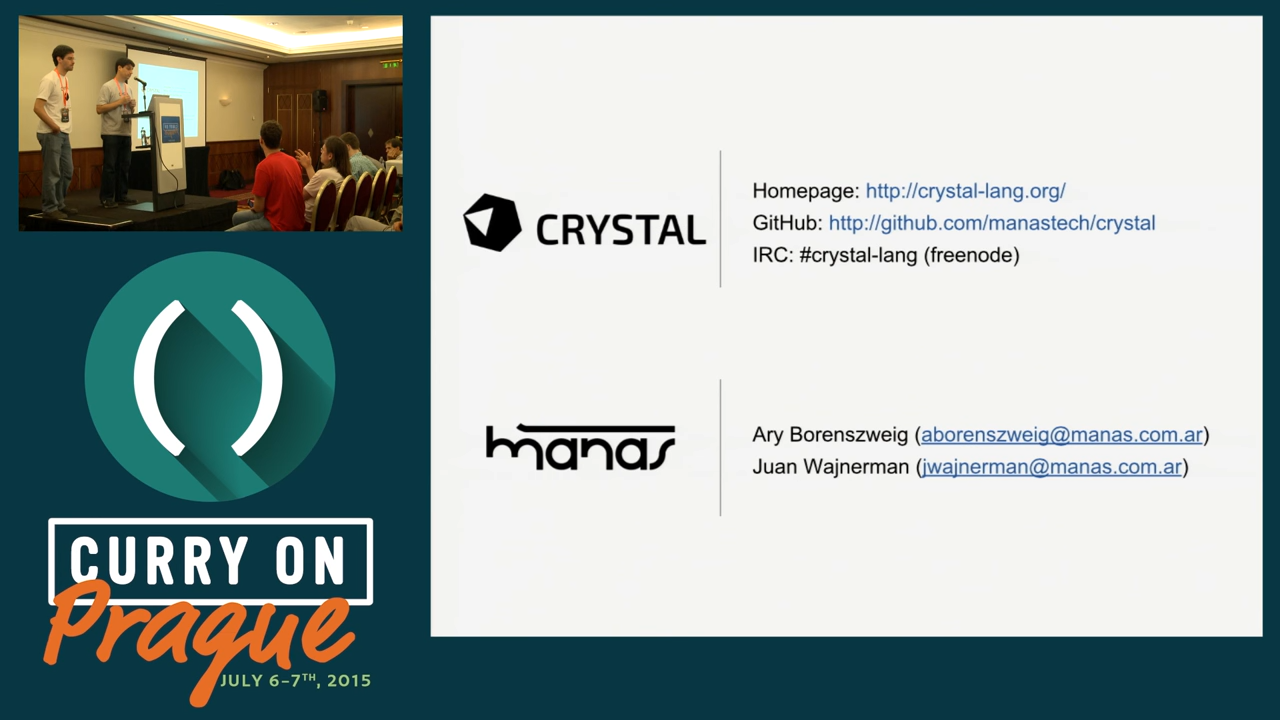 CRYSTAL
Homepage: http://crystal-lang.org/
GitHub: http://github.com/manastech/crystal
IRC: #crystal-lang (freenode)
manas
Ary Borenszweig (aborenszweig@manas.com.ar)
Juan Wajnerman (jwajnerman@manas.com.ar)
()
CURRY ON
Prague
JULY 6-7TH, 2015